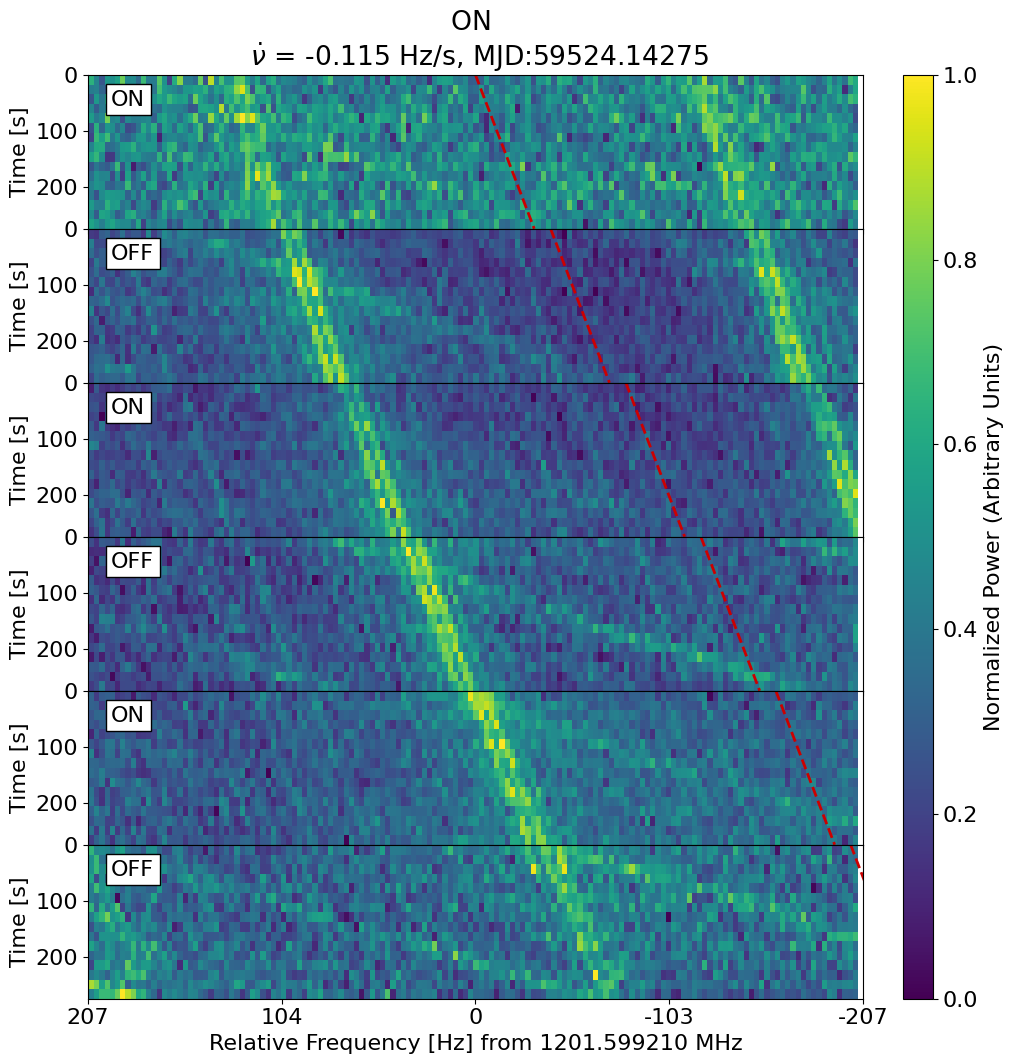 ON
ν̇ = -0.115 Hz/s, MJD:59524.14275
0
100
200
Time [s]
ON
0
100
200
Time [s]
OFF
0
100
200
Time [s]
ON
0
100
200
Time [s]
OFF
0
100
200
Time [s]
ON
0
100
200
Time [s]
OFF
207 104 0 -103 -207
Relative Frequency [Hz] from 1201.599210 MHz
1.0
0.8
0.6
0.4
0.2
0.0
Normalized Power (Arbitrary Units)